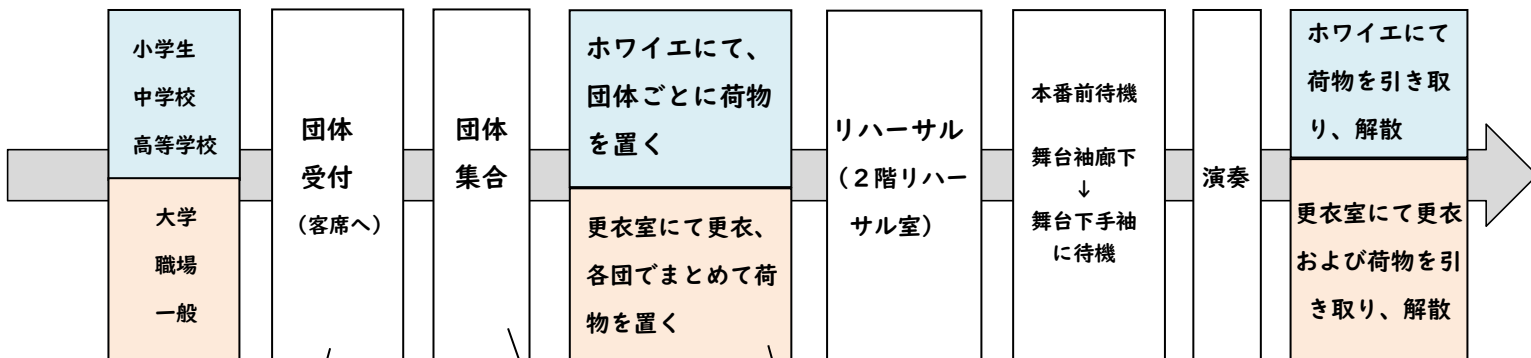 小学生
中学校
高等学校
大学
職場
一般
団体
受付
（客席へ）
団体
集合
ホワイエにて、
団体ごとに荷物
を置く
更衣室にて更衣、
各団でまとめて荷
物を置く
リハーサル
（２階リハー
サル室）
本番前待機
舞台袖廊下
↓
舞台下手袖
に待機
演奏
ホワイエにて
荷物を引き取
り、解散
更衣室にて更衣
および荷物を引
き取り、解散